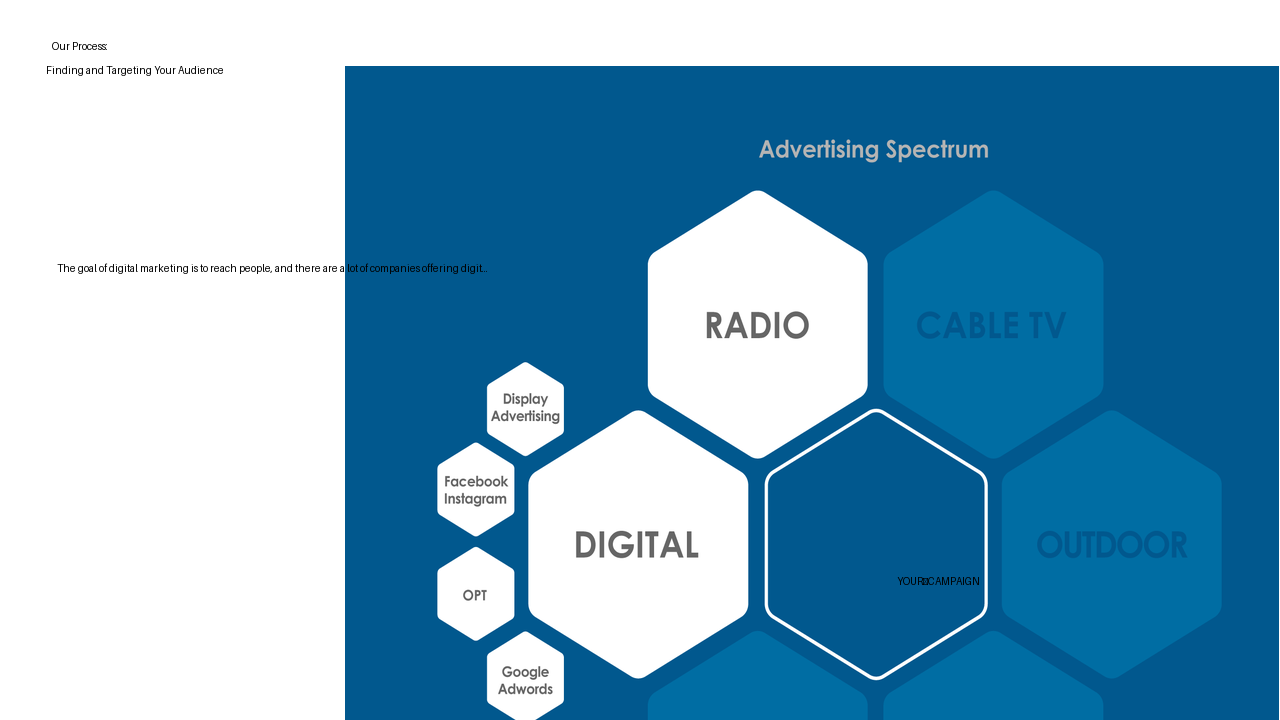 Our Process:
Finding and Targeting Your Audience
Advertising Spectrum
The goal of digital marketing is to reach people, and there are a lot of companies offering digit...
RADIO
CABLE TV
Display
Advertising
Facebook
Instagram
DIGITAL
OUTDOOR
YOUR CAMPAIGN
OPT
Google
Adwords